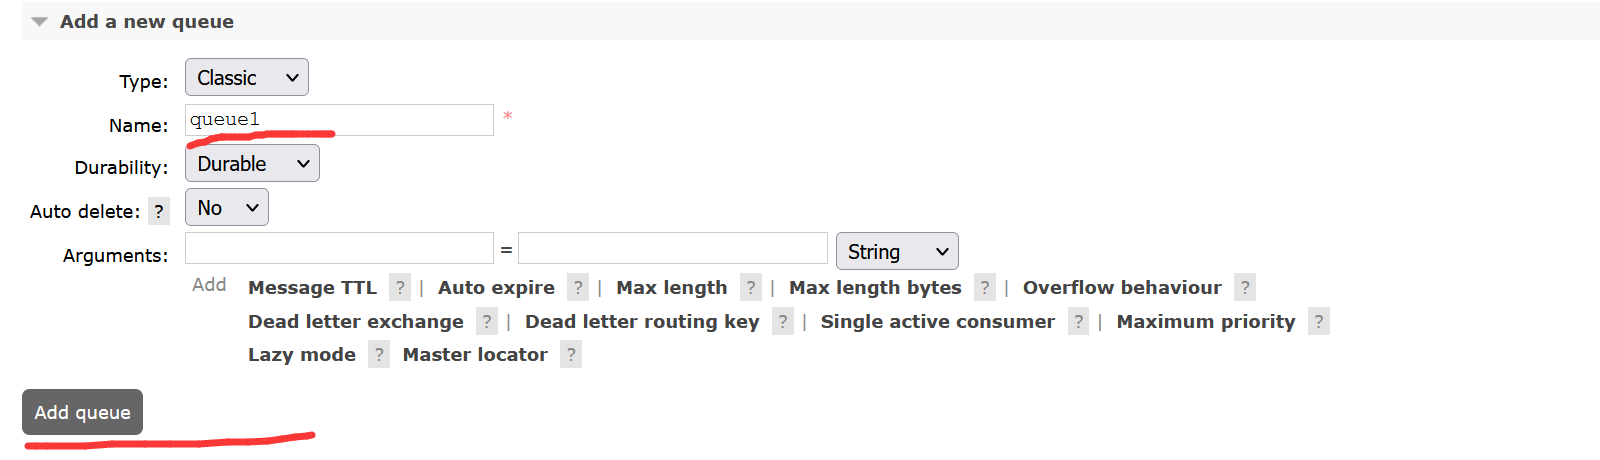 Add a new queue
Type: Classic
Name: queue1 *
Durability: Durable
Auto delete: ? No
Arguments: = String
Add Message TTL ? | Auto expire ? | Max length ? | Max length bytes ? | Overflow behaviour ?
Dead letter exchange ? | Dead letter routing key ? | Single active consumer ? | Maximum priority ?
Lazy mode ? Master locator ?
Add queue